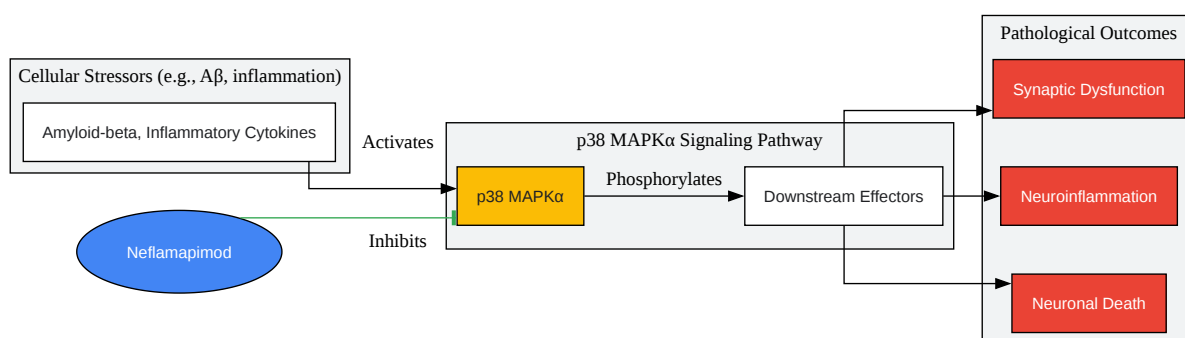 Cellular Stressors (e.g., Aβ, inflammation)
Amyloid-beta, Inflammatory Cytokines
Activates
Neflamapimod
Inhibits
p38 MAPKα Signaling Pathway
p38 MAPKα
Phosphorylates
Downstream Effectors
Pathological Outcomes
Synaptic Dysfunction
Neuroinflammation
Neuronal Death